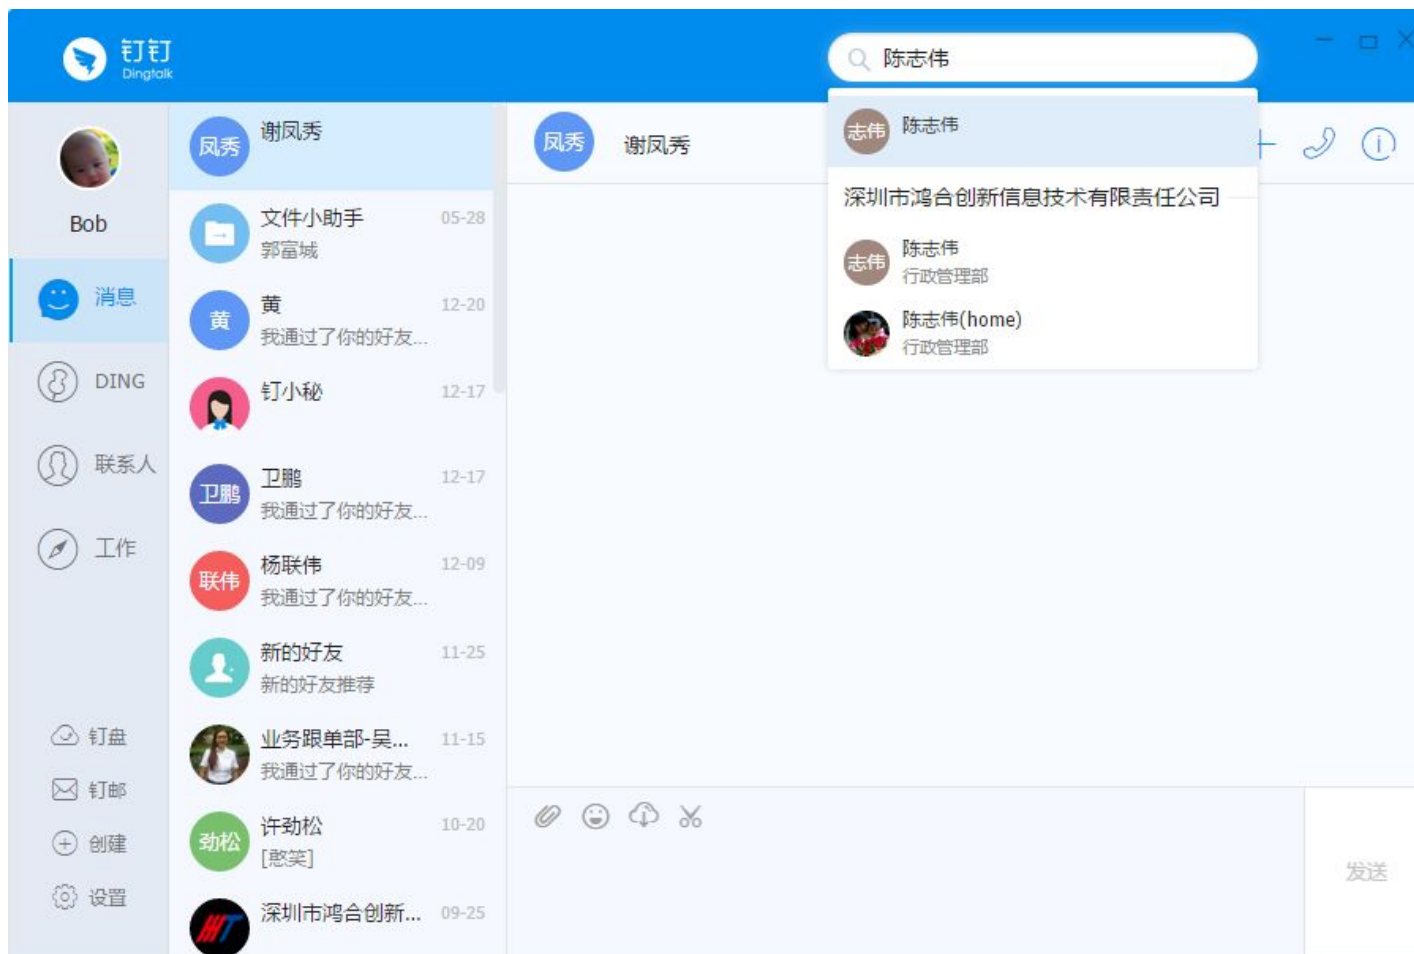 钉钉
Dingtalk
陈志伟
Bob
消息
DING
联系人
工作
钉盘
钉邮
创建
设置
凤秀
谢凤秀
文件小助手
05-28
郭富城
黄
黄
12-20
我通过了你的好友...
钉小秘
12-17
卫鹏
卫鹏
12-17
我通过了你的好友...
联伟
杨联伟
12-09
我通过了你的好友...
新的好友
11-25
新的好友推荐
业务跟单部-吴...
11-15
我通过了你的好友...
劲松
许劲松
10-20
[憨笑]
HT
深圳市鸿合创新...
09-25
凤秀
谢凤秀
志伟
陈志伟
深圳市鸿合创新信息技术有限责任公司
志伟
陈志伟
行政管理部
陈志伟(home)
行政管理部
发送